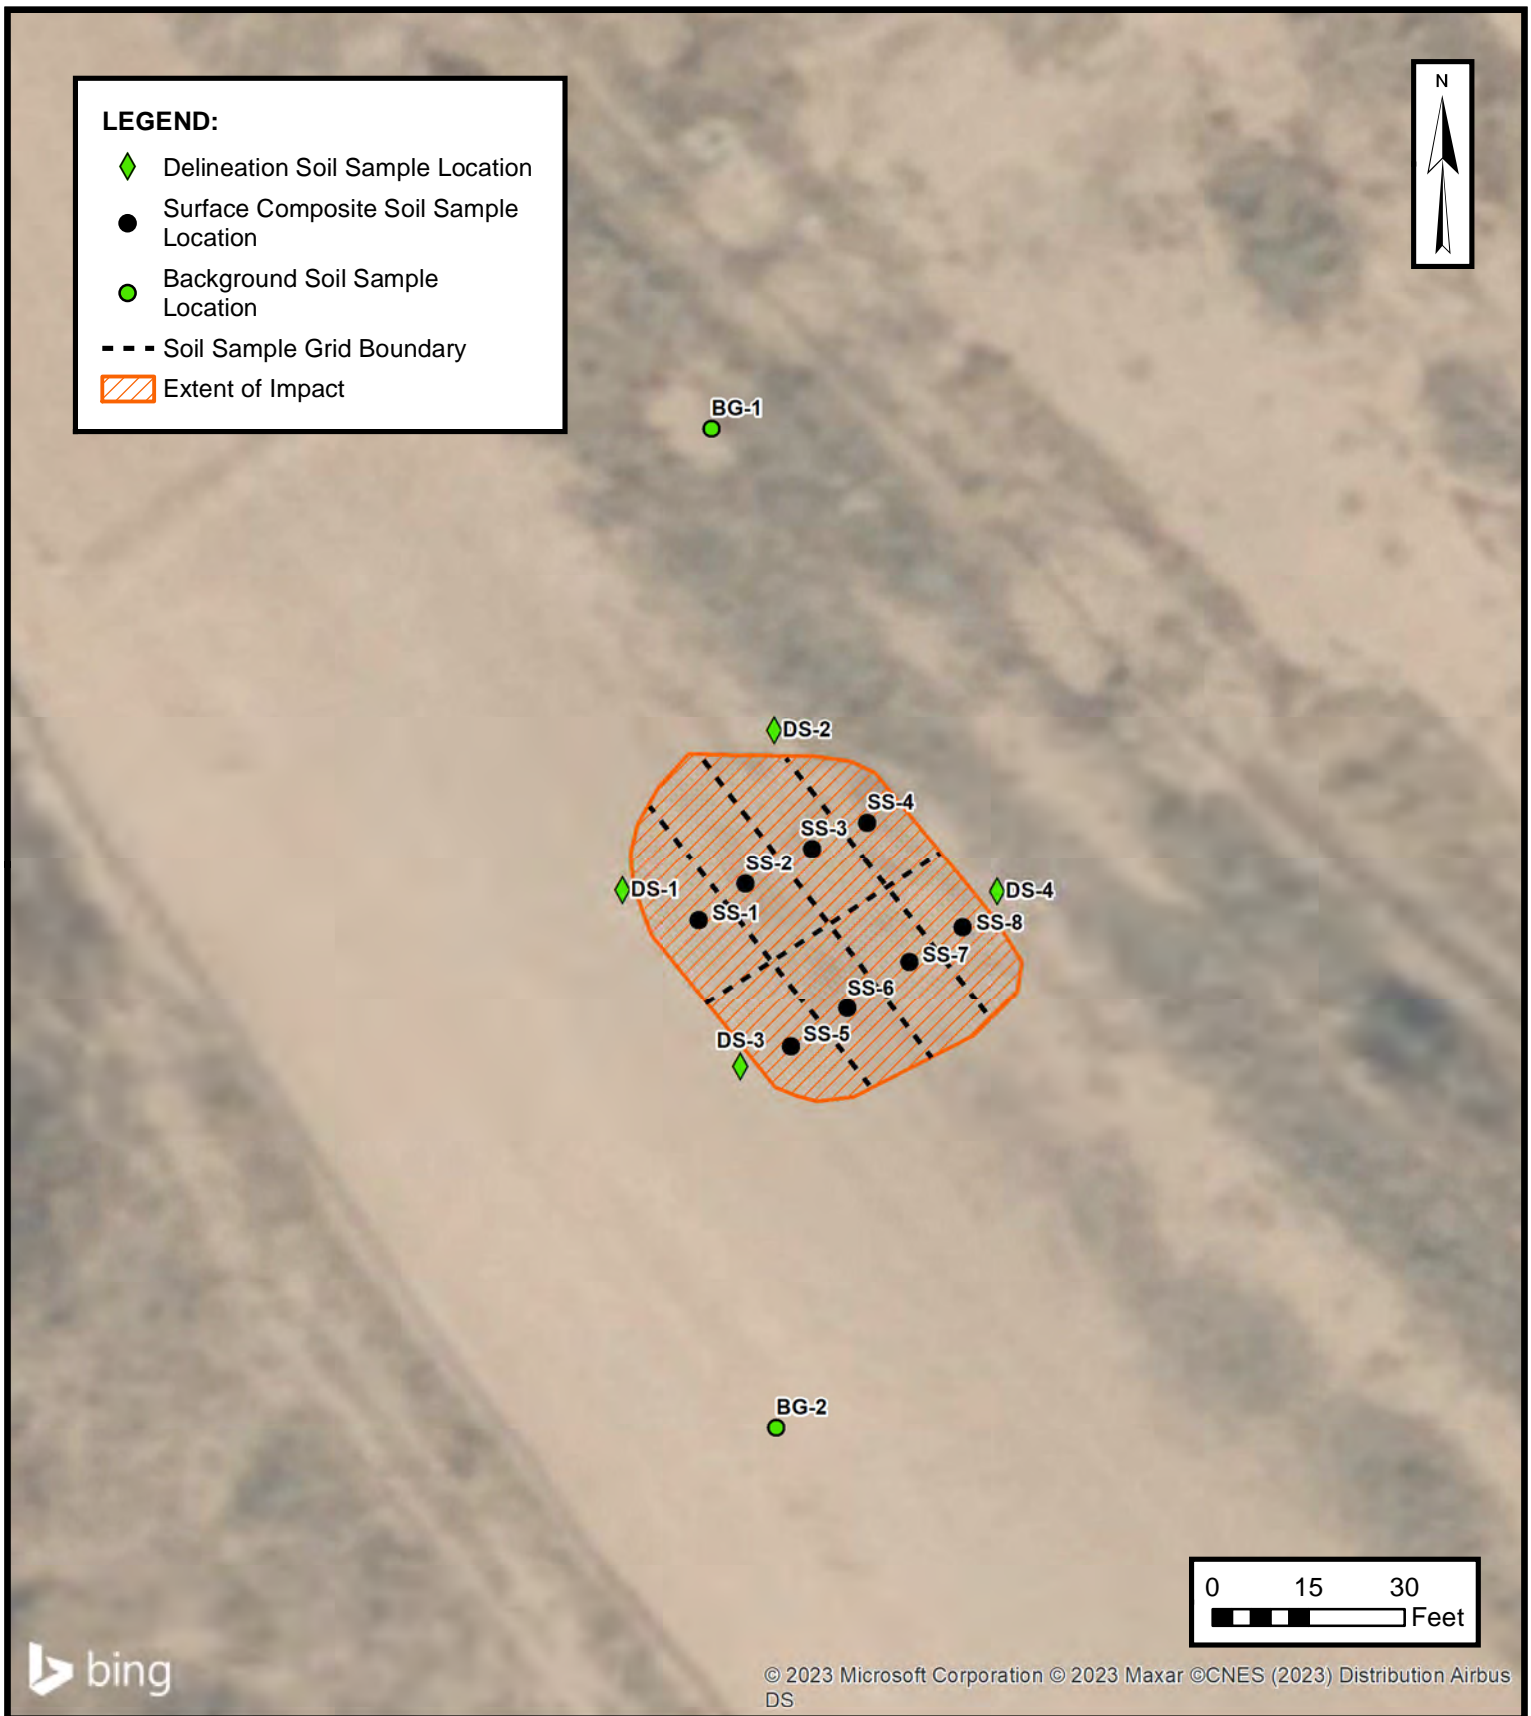 LEGEND:
Delineation Soil Sample Location
Surface Composite Soil Sample
Location
Background Soil Sample
Location
Soil Sample Grid Boundary
Extent of Impact
N
BG-1
DS-2
SS-4
SS-3
SS-2
DS-1
DS-4
SS-1
SS-8
SS-7
SS-6
SS-5
DS-3
BG-2
0 15 30
Feet
bing
© 2023 Microsoft Corporation © 2023 Maxar ©CNES (2023) Distribution Airbus
DS